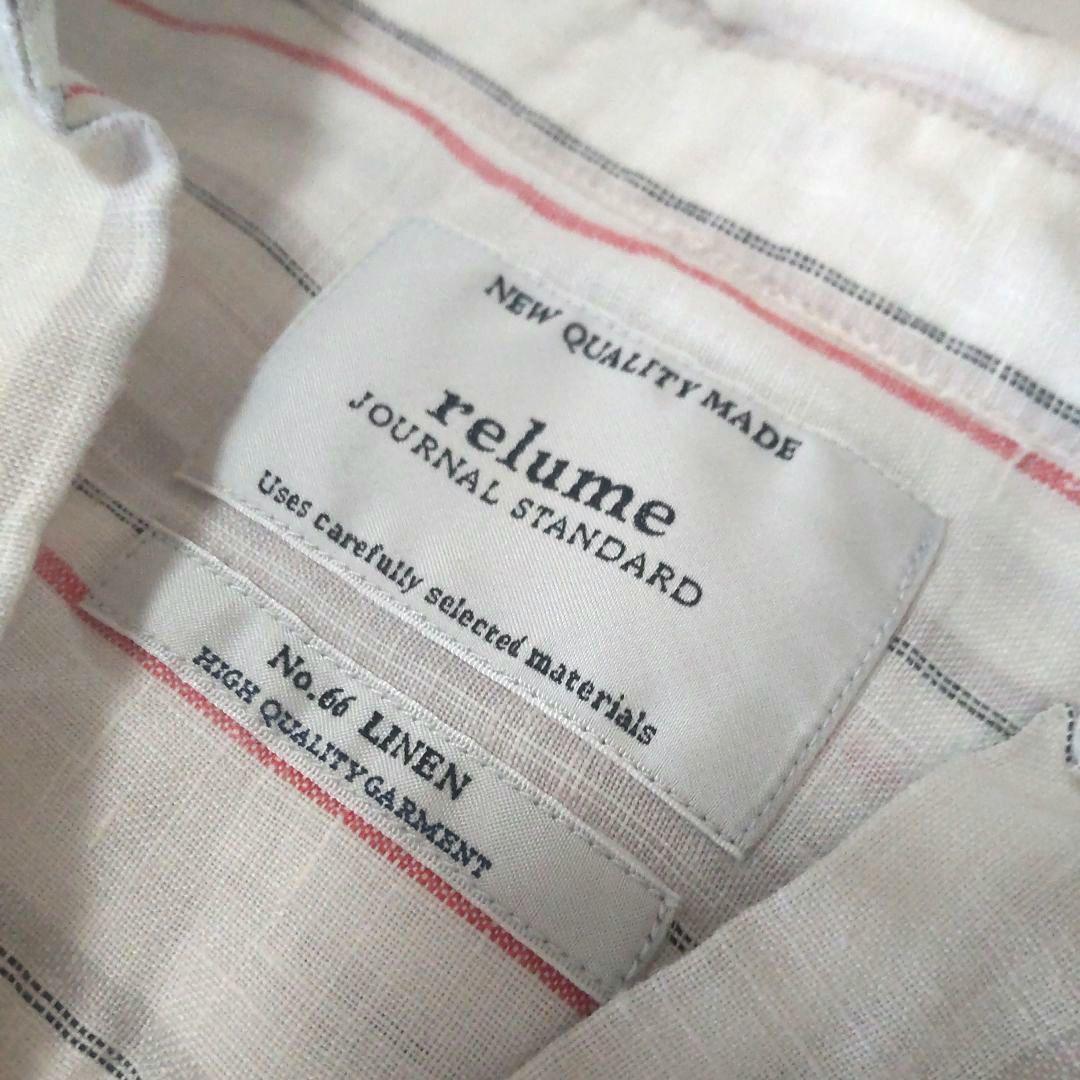 NEW QUALITY MADE
relume
JOURNAL STANDARD
Uses carefully selected materials
No.66 LINEN
HIGH QUALITY GARMENT